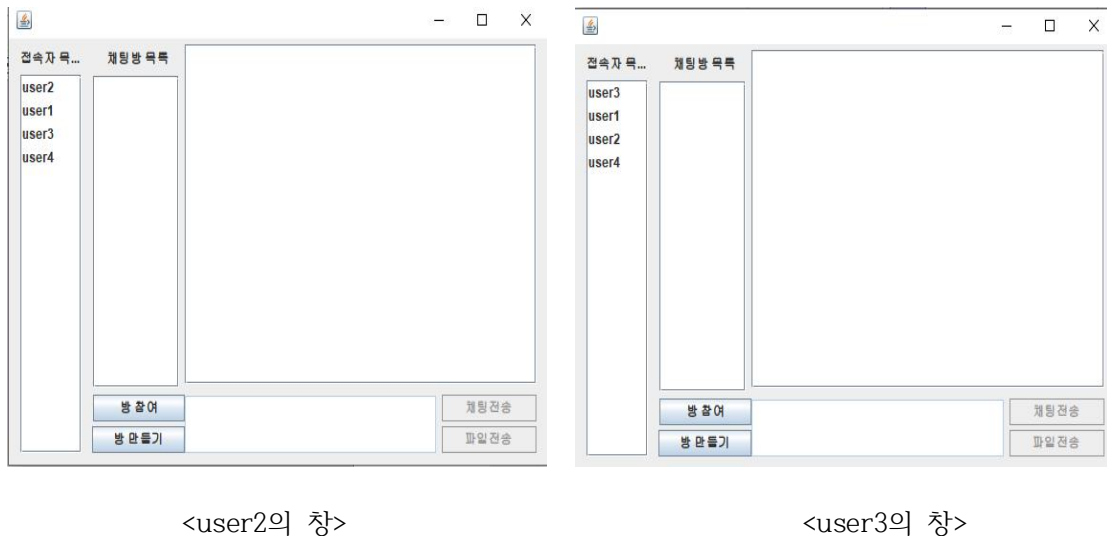 접속자 목... 채팅방 목록
user2
user1
user3
user4
방 참여
채팅전송
방 만들기
파일전송
<user2의 창>
접속자 목... 채팅방 목록
user3
user1
user2
user4
방 참여
채팅전송
방 만들기
파일전송
<user3의 창>